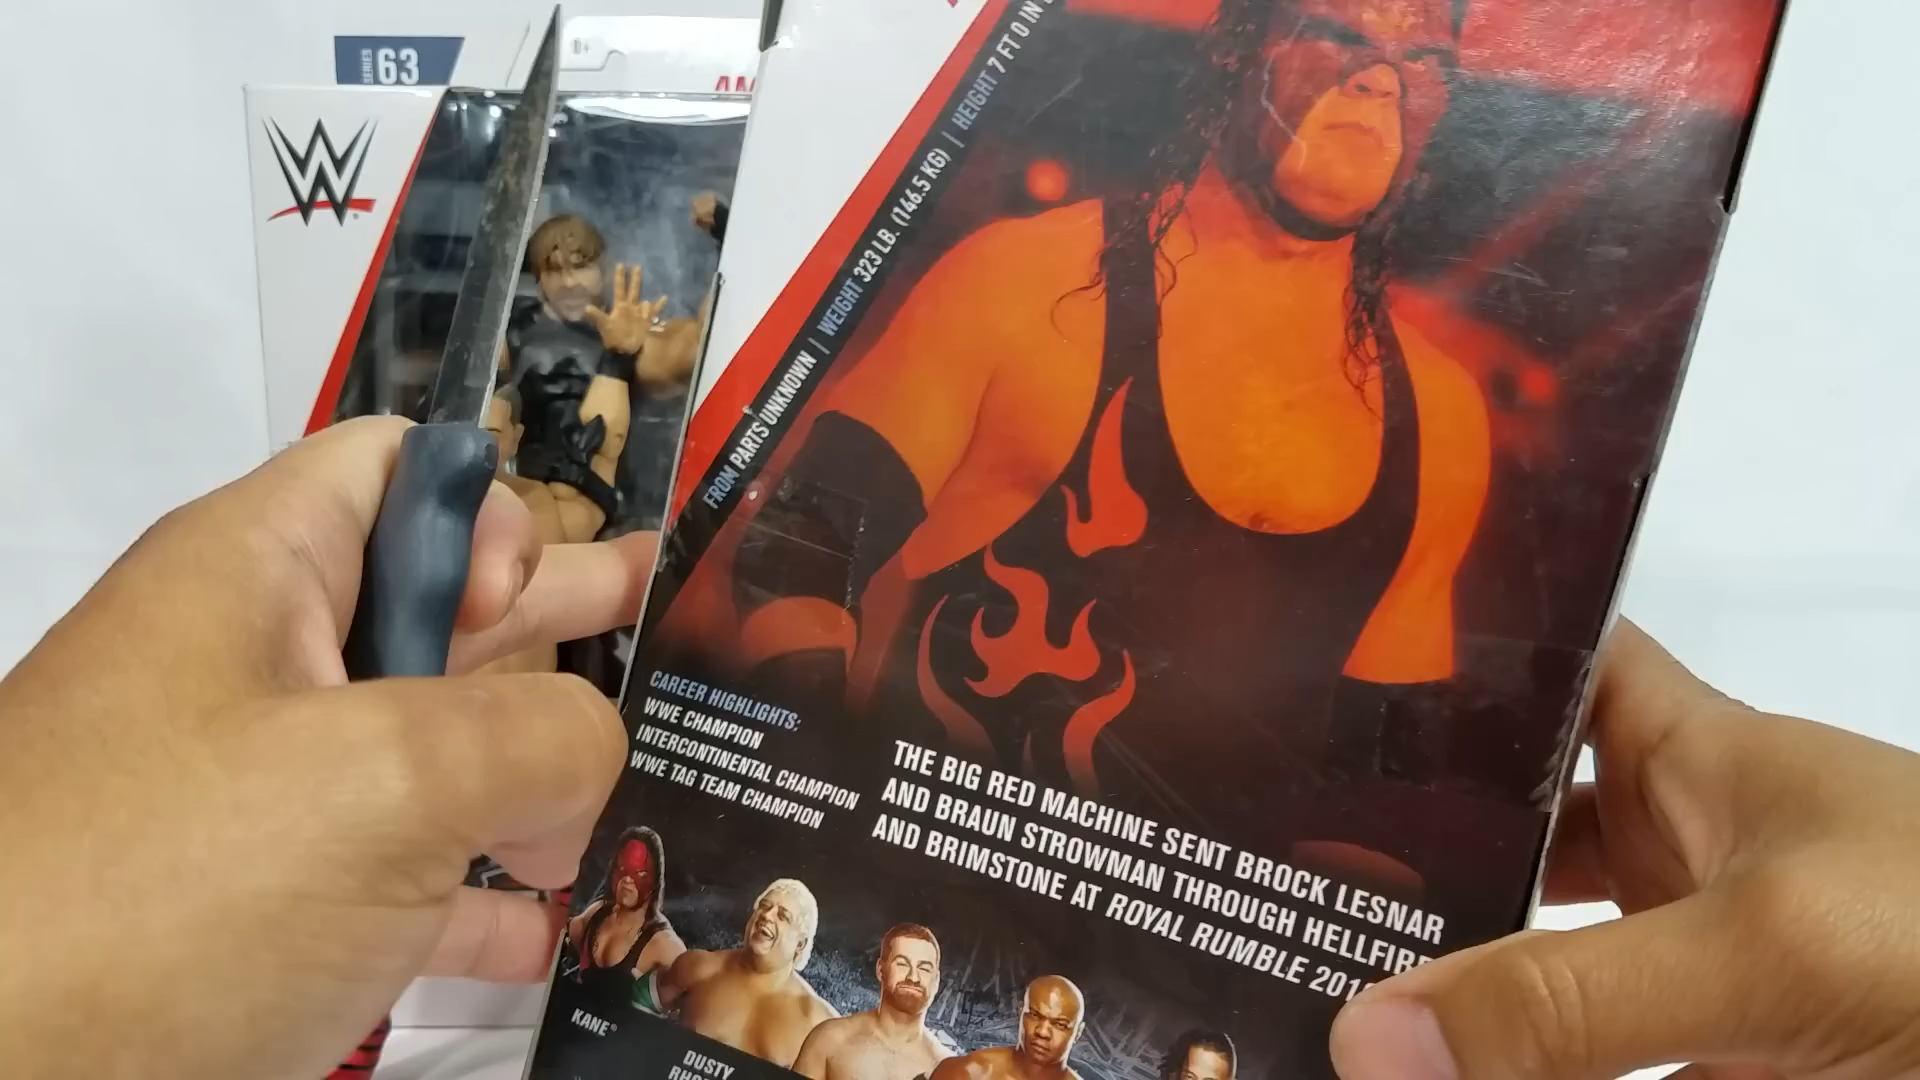 SERIES 63
W
FROM PARTS UNKNOWN | WEIGHT 323 LB. (146.5 KG) | HEIGHT 7 FT 0 IN
CAREER HIGHLIGHTS:
WWE CHAMPION
INTERCONTINENTAL CHAMPION
WWE TAG TEAM CHAMPION
THE BIG RED MACHINE SENT BROCK LESNAR
AND BRAUN STROWMAN THROUGH HELLFIRE
AND BRIMSTONE AT ROYAL RUMBLE
KANE®
DUSTY